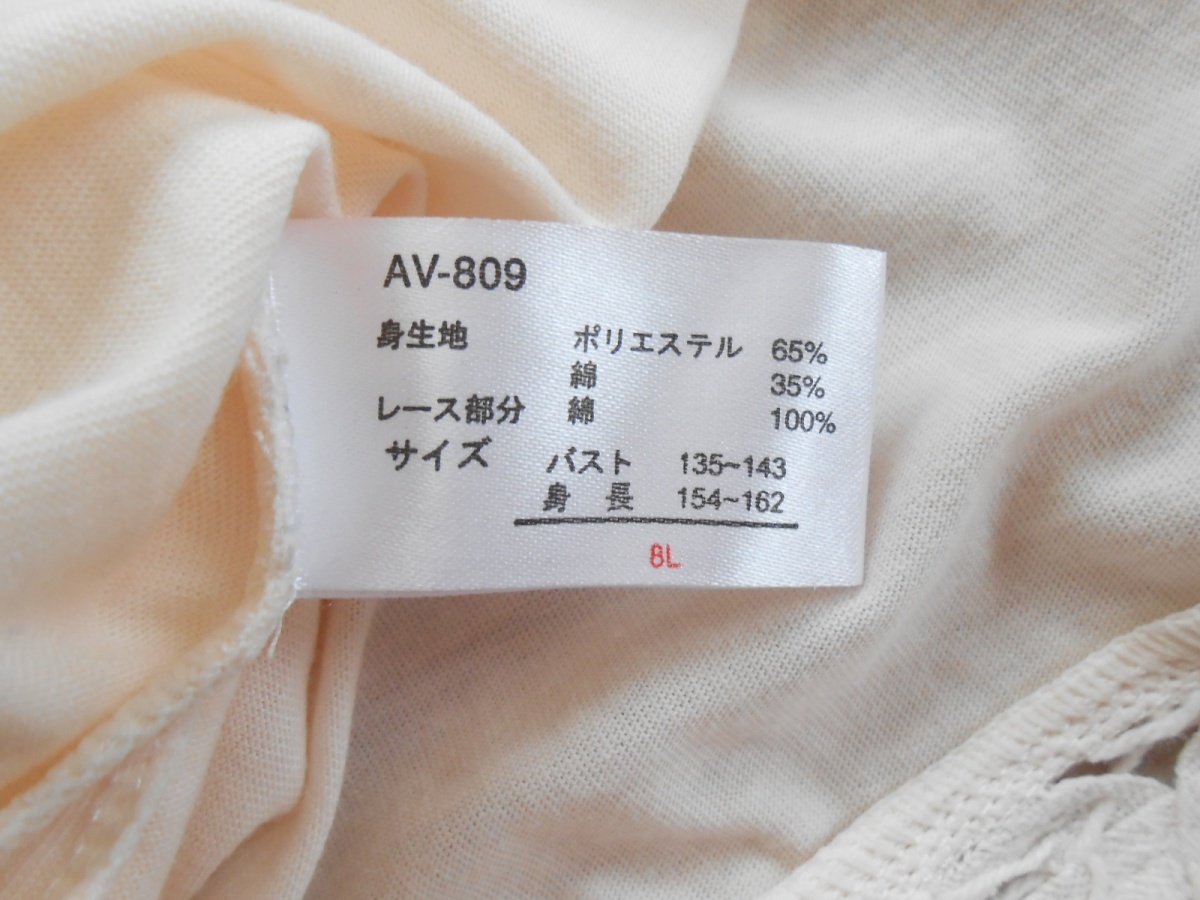 AV-809
身生地 ポリエステル 65%
綿 35%
レース部分 綿 100%
サイズ バスト 135~143
身長 154~162
8L